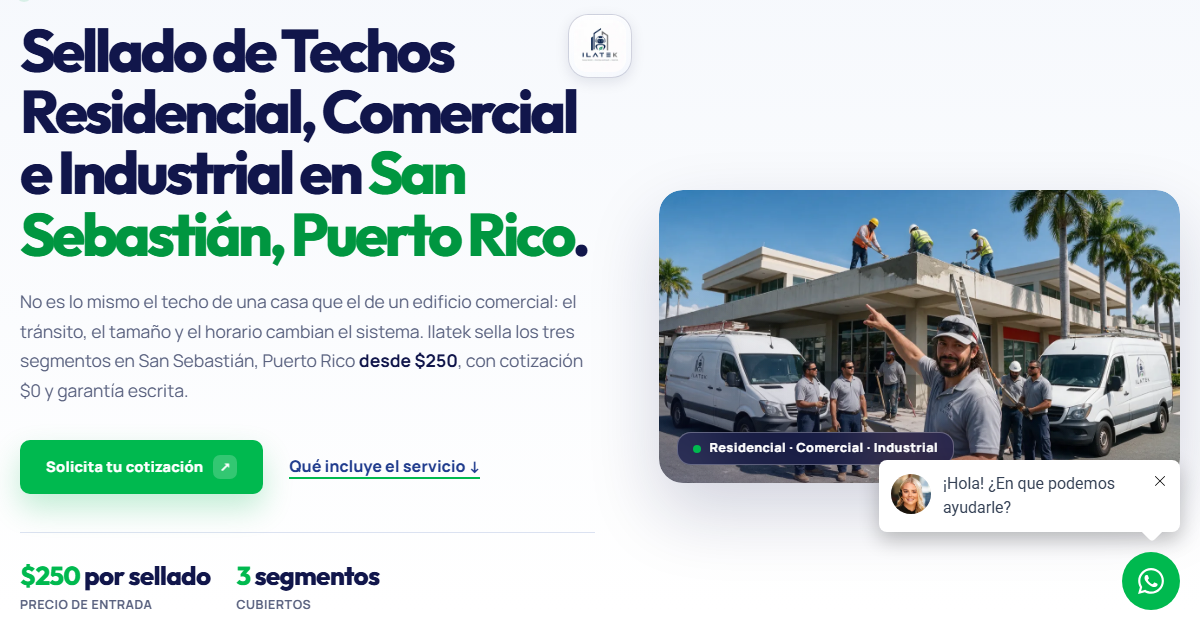 Sellado de Techos
Residencial, Comercial
e Industrial en San
Sebastián, Puerto Rico.
ILATEK
No es lo mismo el techo de una casa que el de un edificio comercial: el
tránsito, el tamaño y el horario cambian el sistema. Ilatek sella los tres
segmentos en San Sebastián, Puerto Rico desde $250, con cotización
$0 y garantía escrita.
Solicita tu cotización ↗
Qué incluye el servicio ↓
$250 por sellado
PRECIO DE ENTRADA
3 segmentos
CUBIERTOS
ILATEK
ILATEK
Residencial · Comercial · Industrial
¡Hola! ¿En que podemos
ayudarle?